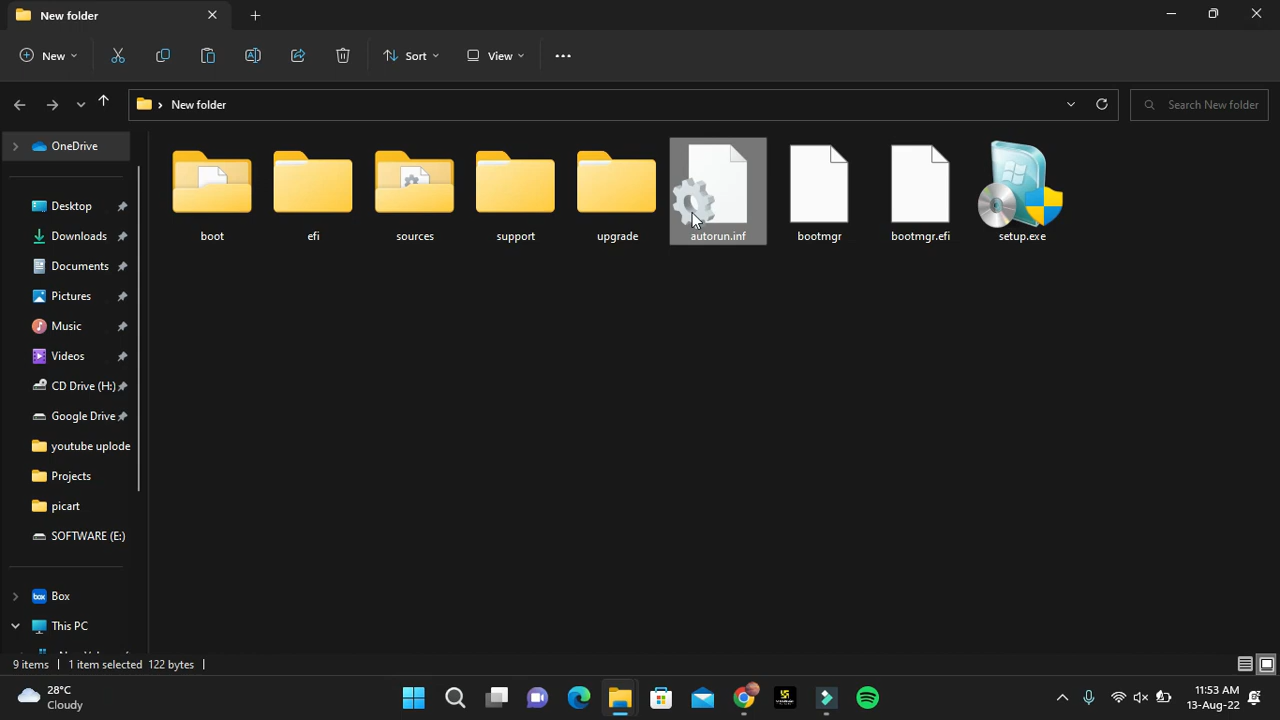 New folder
New
Sort
View
New folder
Search New folder
OneDrive
Desktop
Downloads
Documents
Pictures
Music
Videos
CD Drive (H:)
Google Drive
youtube uplode
Projects
picart
SOFTWARE (E:)
Box
This PC
boot
efi
sources
support
upgrade
autorun.inf
bootmgr
bootmgr.efi
setup.exe
9 items
1 item selected 122 bytes
28°C
Cloudy
11:53 AM
13-Aug-22